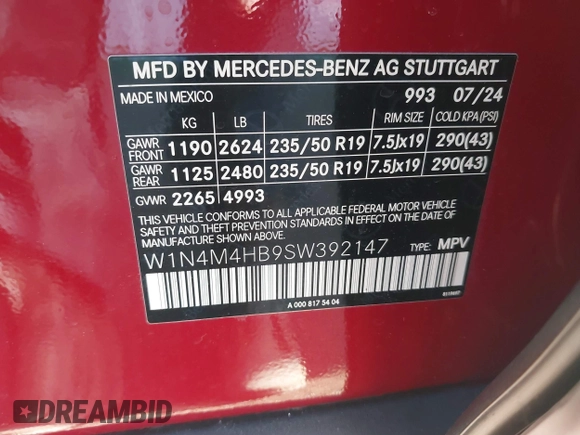 MFD BY MERCEDES-BENZ AG STUTTGART
MADE IN MEXICO 993 07/24
KG LB TIRES RIM SIZE COLD KPA(PSI)
GAWR FRONT 1190 2624 235/50 R19 7.5Jx19 290(43)
GAWR REAR 1125 2480 235/50 R19 7.5Jx19 290(43)
GVWR 2265 4993
THIS VEHICLE CONFORMS TO ALL APPLICABLE FEDERAL MOTOR VEHICLE
SAFETY AND THEFT PREVENTION STANDARDS IN EFFECT ON THE DATE OF
MANUFACTURE SHOWN ABOVE.
W1N4M4HB9SW392147 TYPE: MPV
A 000 817 54 04
DREAMBID